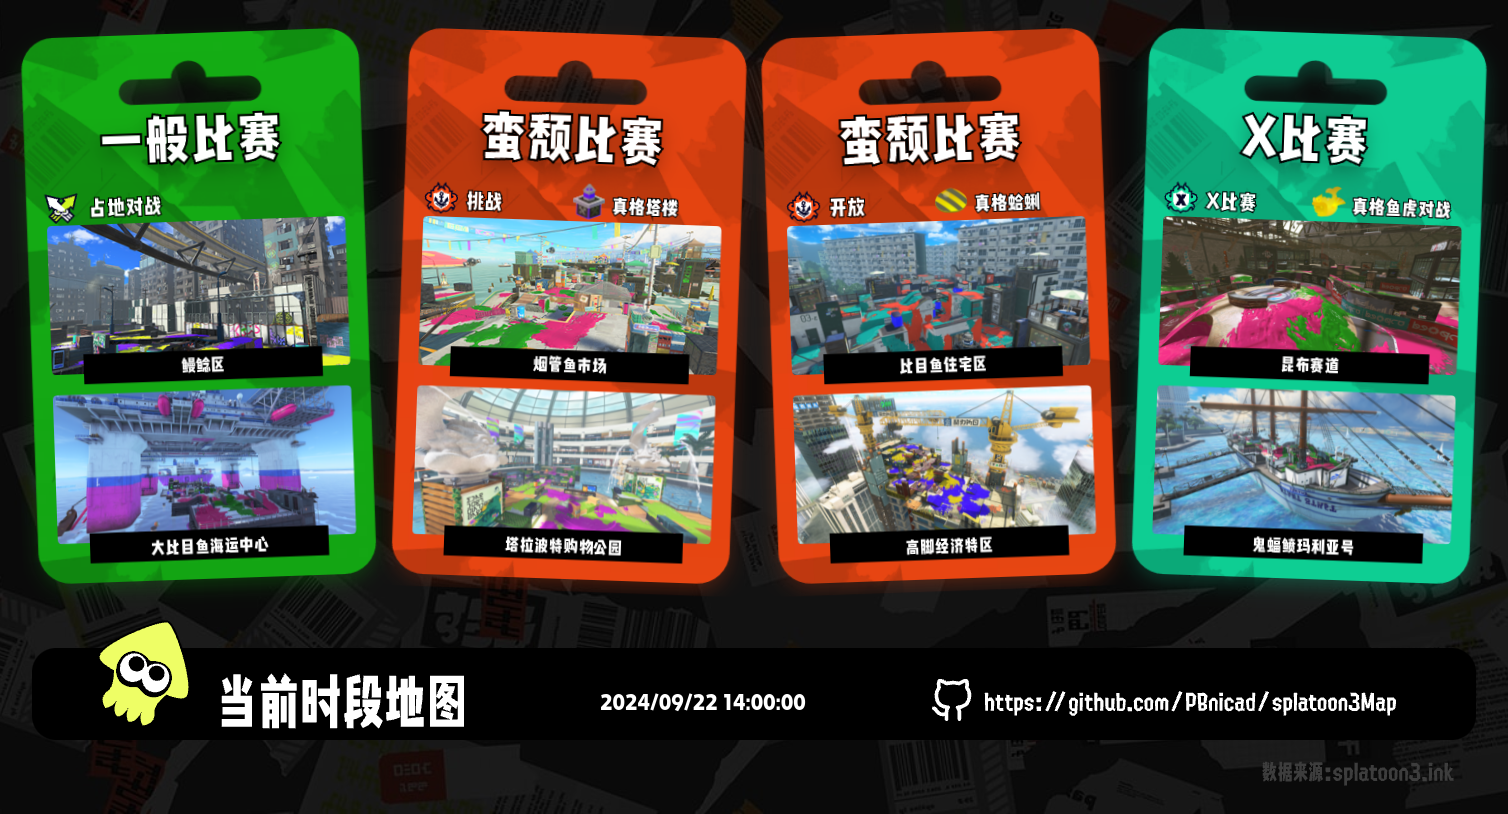 一般比赛
占地对战
鳗鲶区
大比目鱼海运中心
蛮颓比赛
挑战
真格塔楼
烟管鱼市场
塔拉波特购物公园
蛮颓比赛
开放
真格蛤蜊
比目鱼住宅区
高脚经济特区
X比赛
X比赛
真格鱼虎对战
昆布赛道
鬼蝠鲼玛利亚号
当前时段地图
2024/09/22 14:00:00
https://github.com/PBnicad/splatoon3Map
数据来源:splatoon3.ink